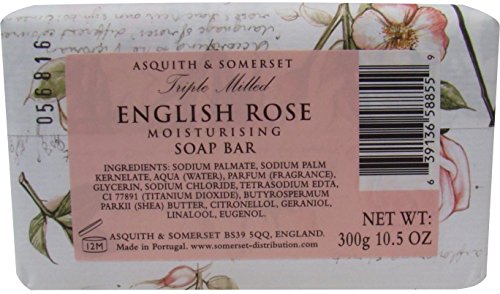 056816
ASQUITH & SOMERSET
Triple Milled
ENGLISH ROSE
MOISTURISING
SOAP BAR
INGREDIENTS: SODIUM PALMATE, SODIUM PALM
KERNELATE, AQUA (WATER), PARFUM (FRAGRANCE),
GLYCERIN, SODIUM CHLORIDE, TETRASODIUM EDTA,
CI 77891 (TITANIUM DIOXIDE), BUTYROSPERMUM
PARKII (SHEA) BUTTER, CITRONELLOL, GERANIOL,
LINALOOL, EUGENOL.
12M
ASQUITH & SOMERSET BS39 5QQ, ENGLAND.
Made in Portugal. www.somerset-distribution.com
6 39136 58855 9
NET WT:
300g 10.5 OZ